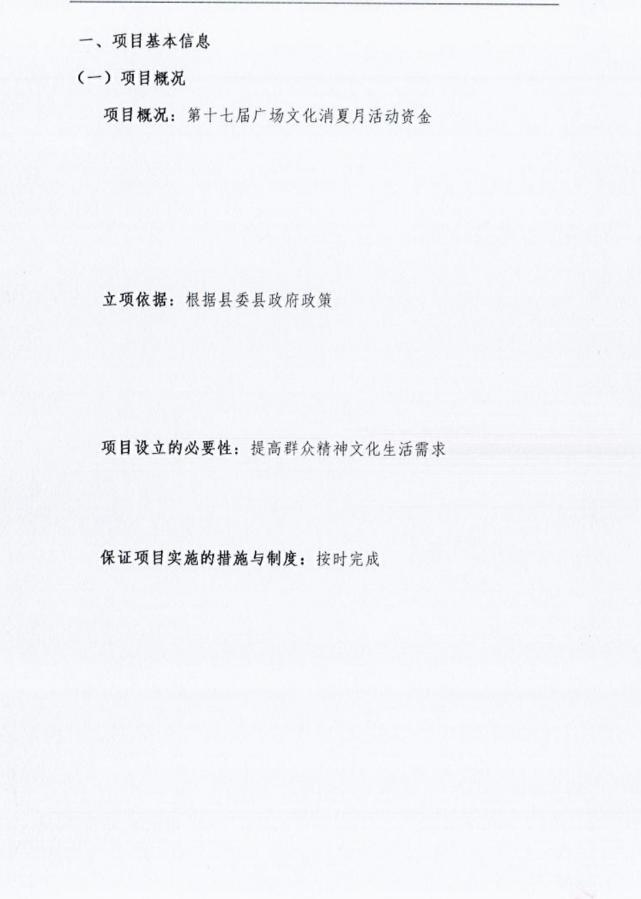 一、项目基本信息
（一）项目概况
项目概况：第十七届广场文化消夏月活动资金
立项依据：根据县委县政府政策
项目设立的必要性：提高群众精神文化生活需求
保证项目实施的措施与制度：按时完成